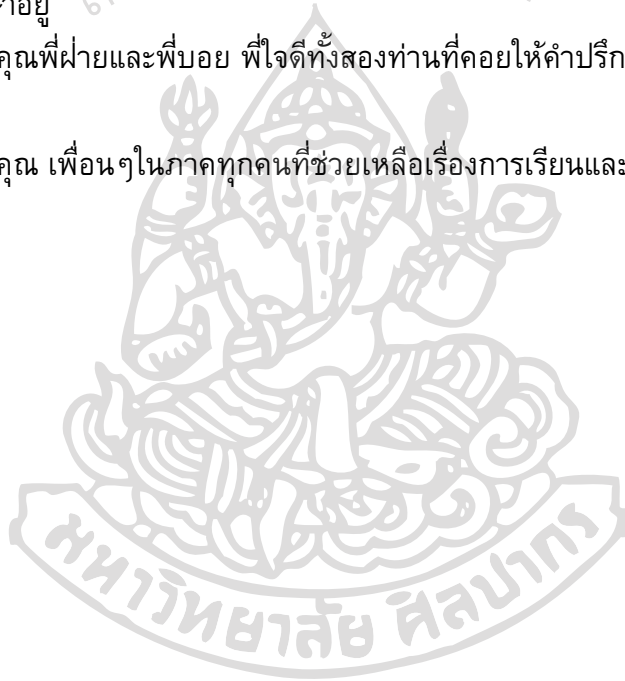 าอยู่
คุณพี่ฝ่ายและพี่บอย พี่ใจดีทั้งสองท่านที่คอยให้คำปรึก
คุณ เพื่อนๆในภาคทุกคนที่ช่วยเหลือเรื่องการเรียนและ
มหาวิทยาลัย ศิลปากร